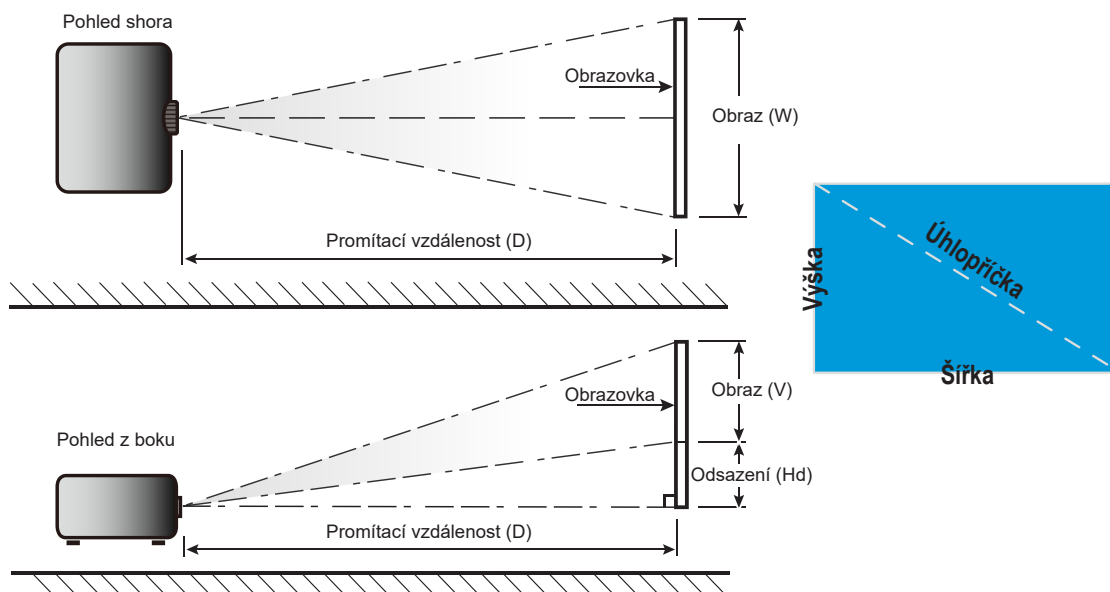 Pohled shora
Obrazovka
Obraz (W)
Promítací vzdálenost (D)
Výška
Úhlopříčka
Šířka
Obraz (V)
Obrazovka
Pohled z boku
Odsazení (Hd)
Promítací vzdálenost (D)